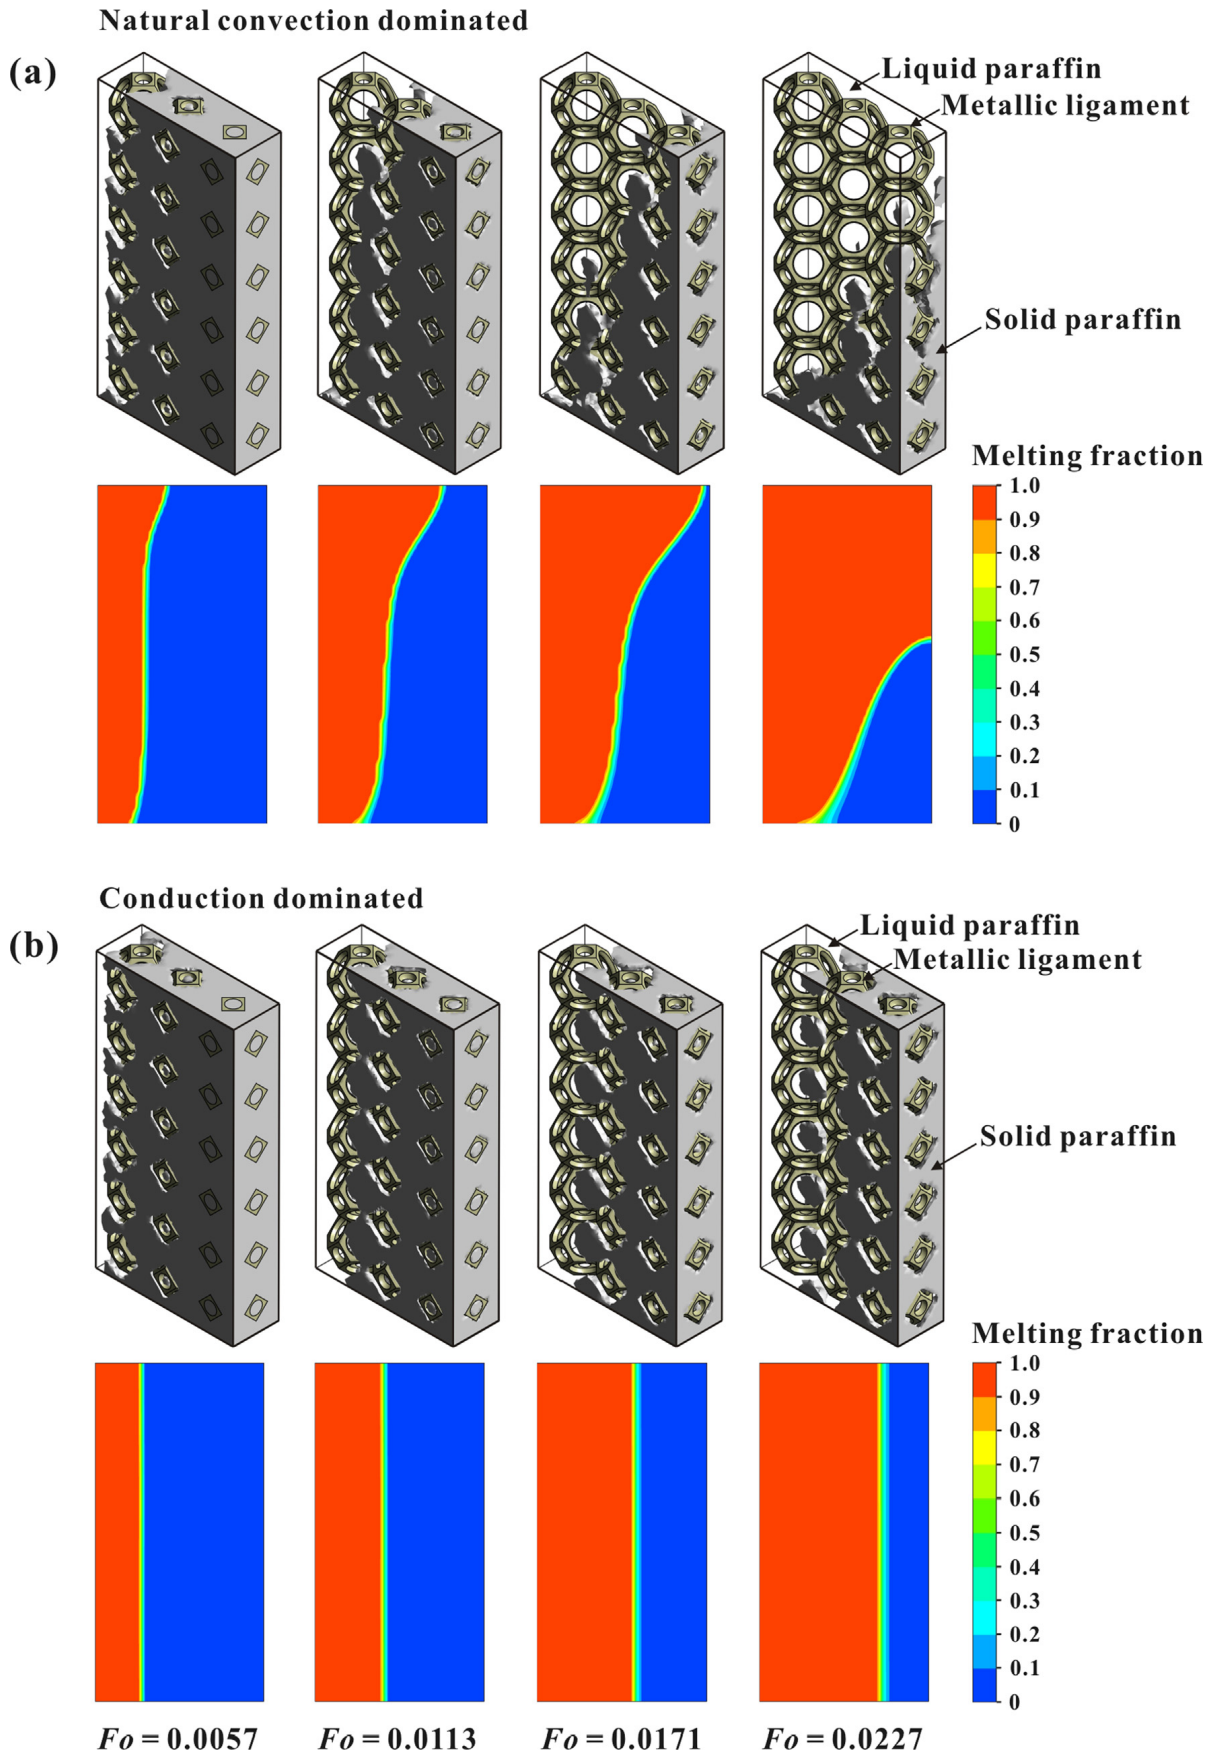 Natural convection dominated
(a)
Liquid paraffin
Metallic ligament
Solid paraffin
Melting fraction
1.0
0.9
0.8
0.7
0.6
0.5
0.4
0.3
0.2
0.1
0
Conduction dominated
(b)
Liquid paraffin
Metallic ligament
Solid paraffin
Melting fraction
1.0
0.9
0.8
0.7
0.6
0.5
0.4
0.3
0.2
0.1
0
Fo = 0.0057 Fo = 0.0113 Fo = 0.0171 Fo = 0.0227